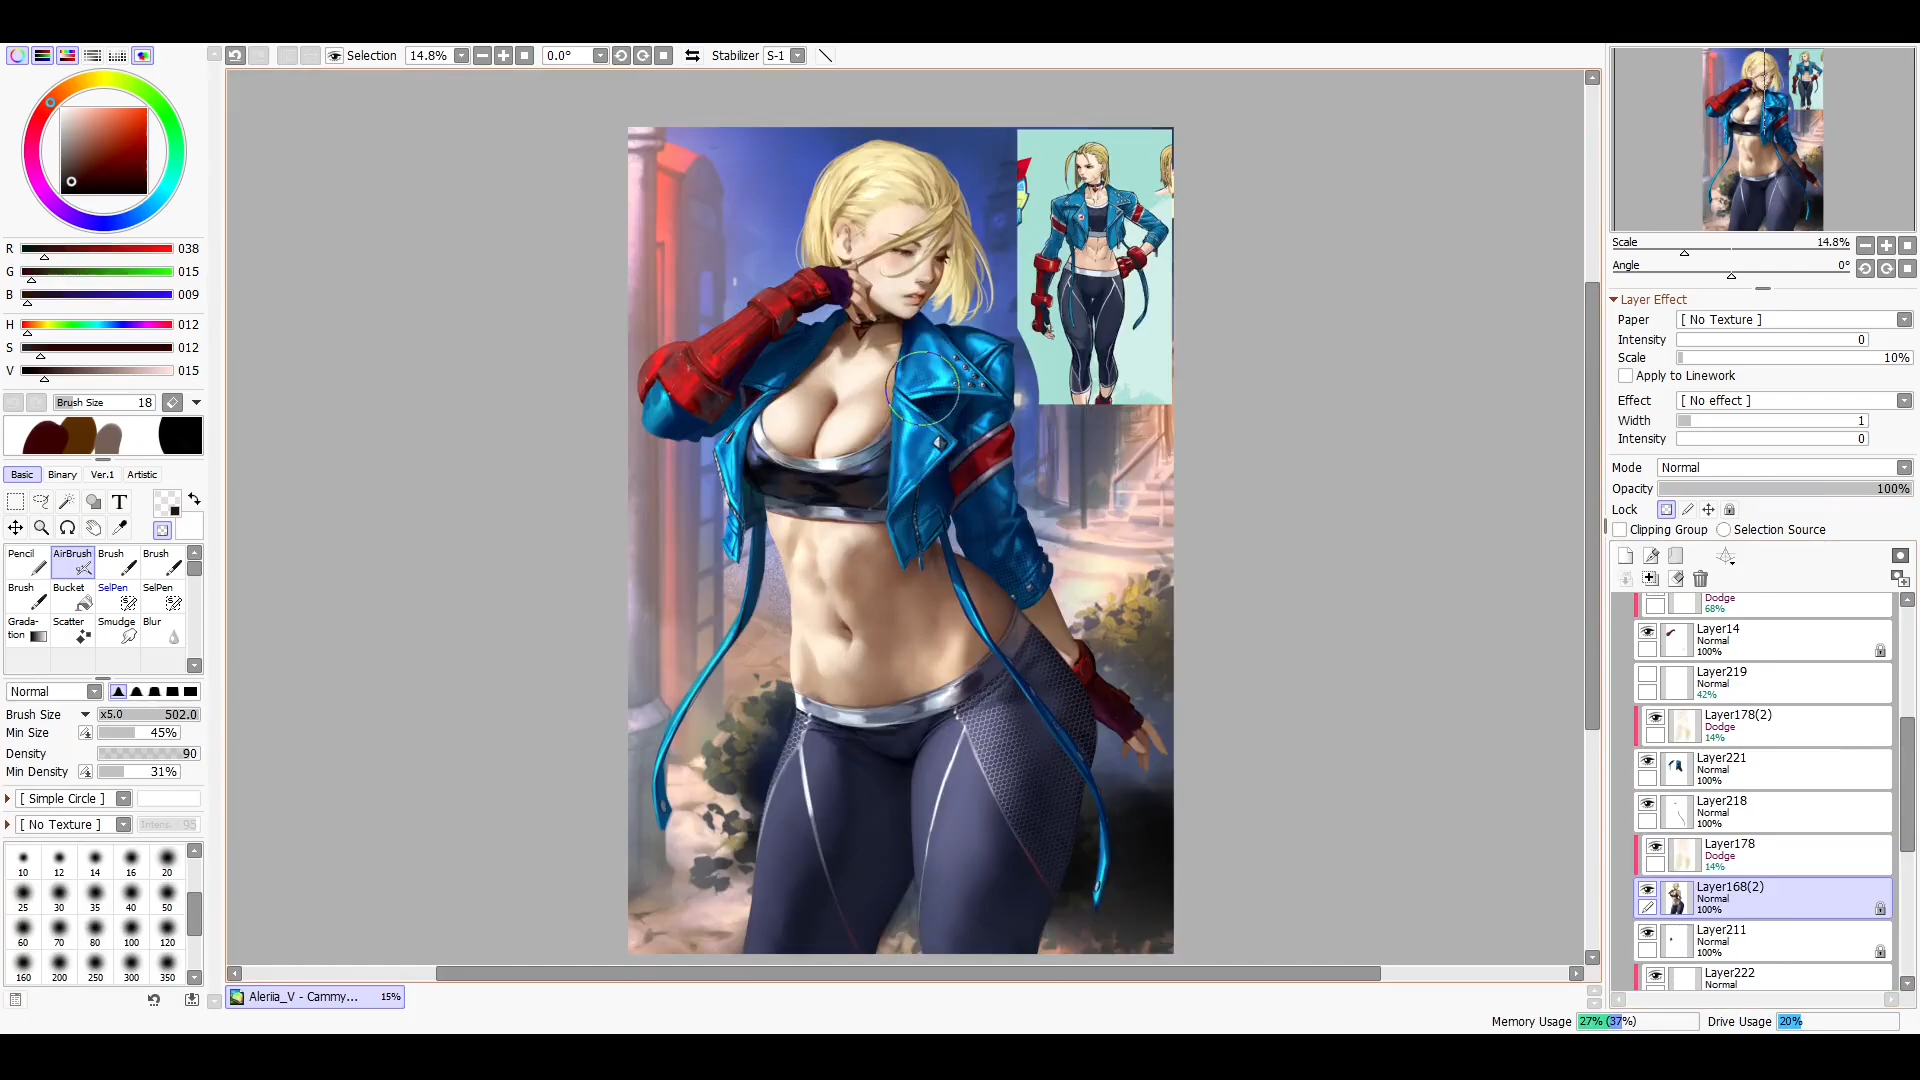 Selection 14.8% 0.0° Stabilizer S-1
R 038
G 015
B 009
H 012
S 012
V 015
Brush Size 18
Basic Binary Ver.1 Artistic
T
Pencil AirBrush Brush Brush
Brush Bucket SelPen SelPen
Grada-
tion Scatter Smudge Blur
Normal
Brush Size x5.0 502.0
Min Size 45%
Density 90
Min Density 31%
[ Simple Circle ]
[ No Texture ] Intens. 95
10 12 14 16 20
25 30 35 40 50
60 70 80 100 120
160 200 250 300 350
Aleriia_V - Cammy... 15%
Scale 14.8%
Angle 0°
Layer Effect
Paper [ No Texture ]
Intensity 0
Scale 10%
Apply to Linework
Effect [ No effect ]
Width 1
Intensity 0
Mode Normal
Opacity 100%
Lock
Clipping Group Selection Source
Dodge
68%
Layer14
Normal
100%
Layer219
Normal
42%
Layer178(2)
Dodge
14%
Layer221
Normal
100%
Layer218
Normal
100%
Layer178
Dodge
14%
Layer168(2)
Normal
100%
Layer211
Normal
100%
Layer222
Normal
Memory Usage 27% (37%) Drive Usage 20%